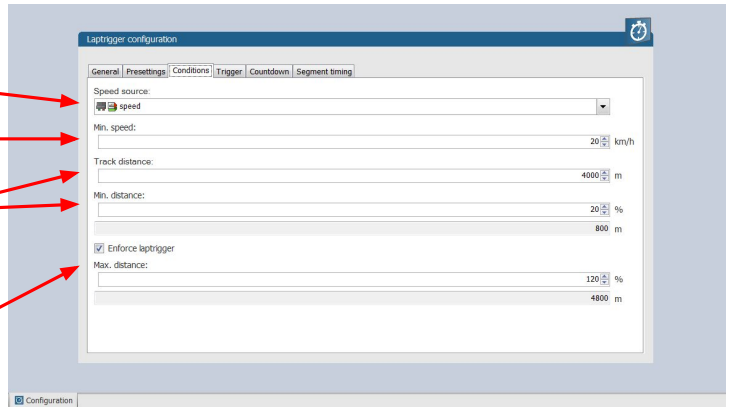 Laptrigger configuration
General Presettings Conditions Trigger Countdown Segment timing
Speed source:
speed
Min. speed:
20 km/h
Track distance:
4000 m
Min. distance:
20 %
800 m
Enforce laptrigger
Max. distance:
120 %
4800 m
Configuration